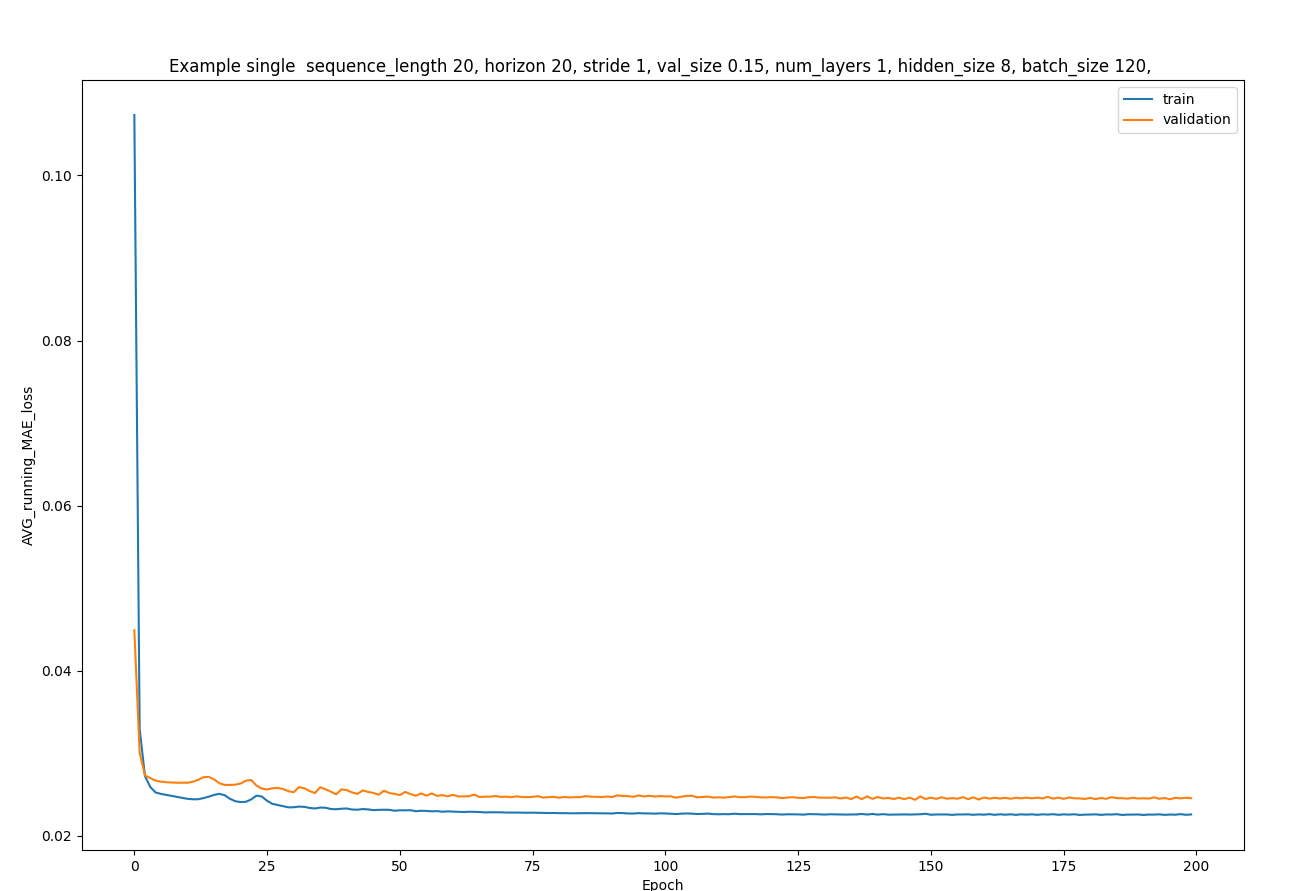 Example single  sequence_length 20, horizon 20, stride 1, val_size 0.15, num_layers 1, hidden_size 8, batch_size 120,
train
validation
0.10
0.08
0.06
0.04
0.02
AVG_running_MAE_loss
0 25 50 75 100 125 150 175 200
Epoch